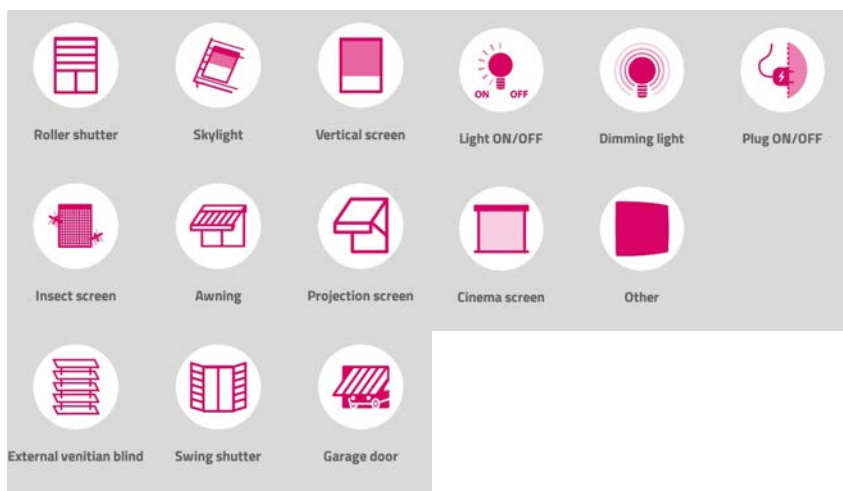 ON OFF
Roller shutter
Skylight
Vertical screen
Light ON/OFF
Dimming light
Plug ON/OFF
Insect screen
Awning
Projection screen
Cinema screen
Other
External venitian blind
Swing shutter
Garage door